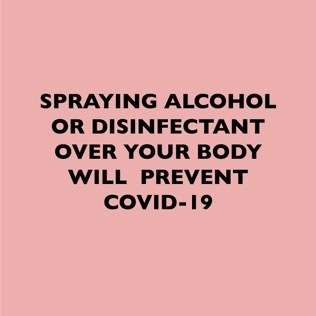 SPRAYING ALCOHOL
OR DISINFECTANT
OVER YOUR BODY
WILL PREVENT
COVID-19